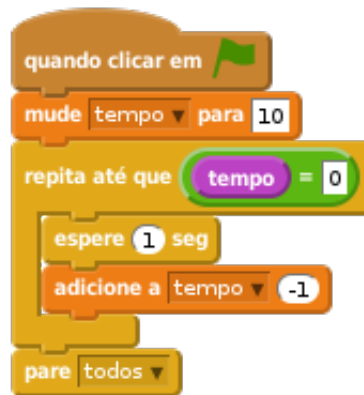 quando clicar em
mude tempo para 10
repita até que tempo = 0
espere 1 seg
adicione a tempo -1
pare todos